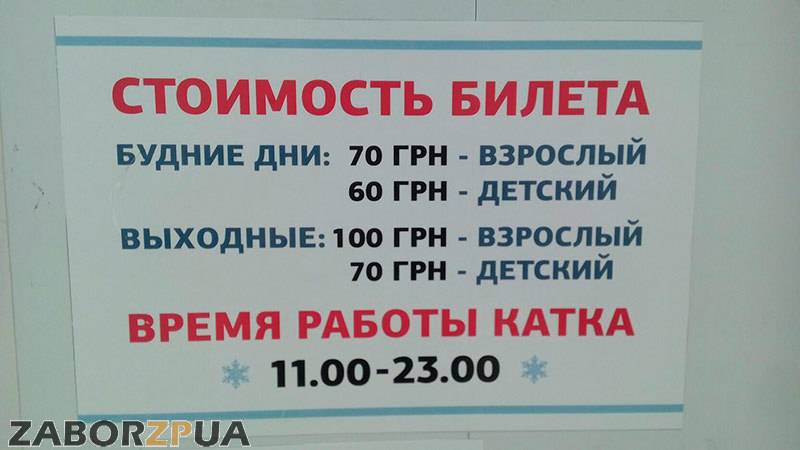 СТОИМОСТЬ БИЛЕТА
БУДНИЕ ДНИ: 70 ГРН - ВЗРОСЛЫЙ
60 ГРН - ДЕТСКИЙ
ВЫХОДНЫЕ: 100 ГРН - ВЗРОСЛЫЙ
70 ГРН - ДЕТСКИЙ
ВРЕМЯ РАБОТЫ КАТКА
11.00-23.00
ZABORZPUA